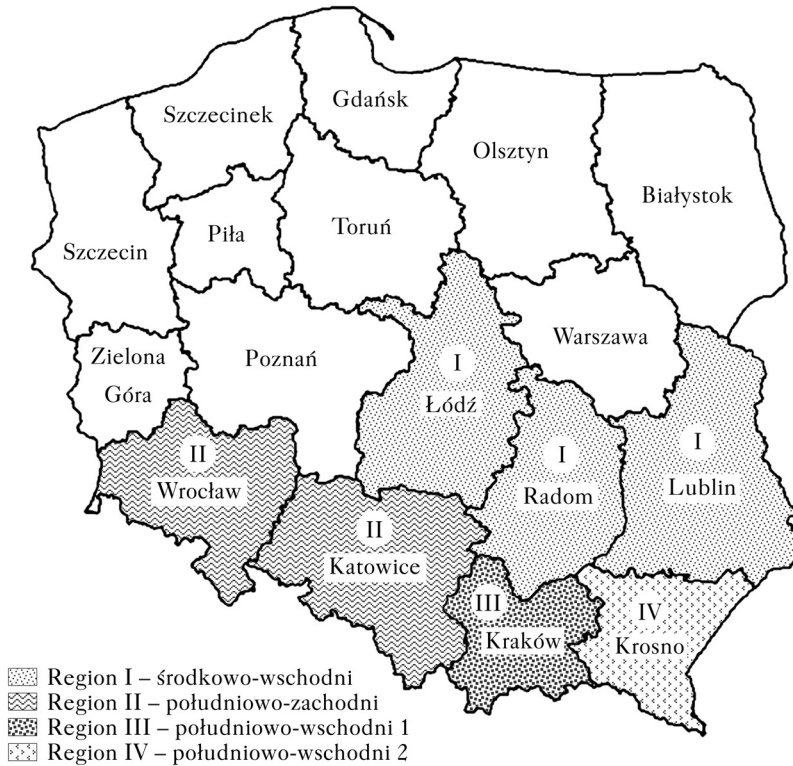 Szczecinek
Gdańsk
Olsztyn
Białystok
Szczecin
Piła
Toruń
Zielona
Góra
Poznań
Warszawa
I
Łódź
II
Wrocław
I
Radom
I
Lublin
II
Katowice
III
Kraków
IV
Krosno
Region I – środkowo-wschodni
Region II – południowo-zachodni
Region III – południowo-wschodni 1
Region IV – południowo-wschodni 2